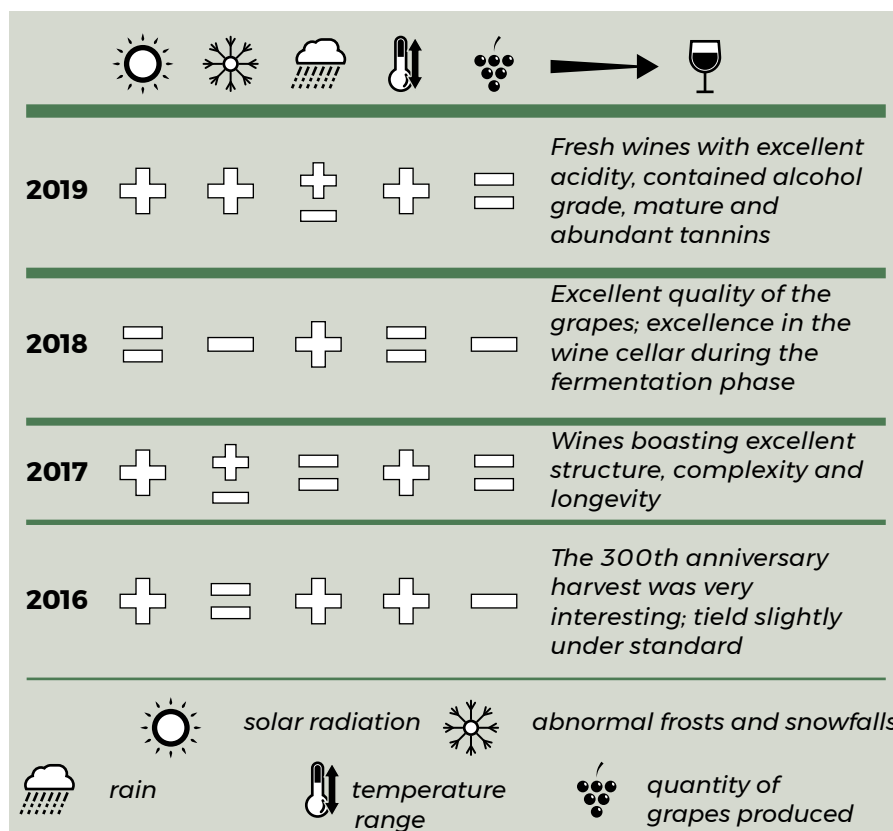 2019
Fresh wines with excellent
acidity, contained alcohol
grade, mature and
abundant tannins
2018
Excellent quality of the
grapes; excellence in the
wine cellar during the
fermentation phase
2017
Wines boasting excellent
structure, complexity and
longevity
2016
The 300th anniversary
harvest was very
interesting; tield slightly
under standard
solar radiation
abnormal frosts and snowfalls
rain
temperature
range
quantity of
grapes produced